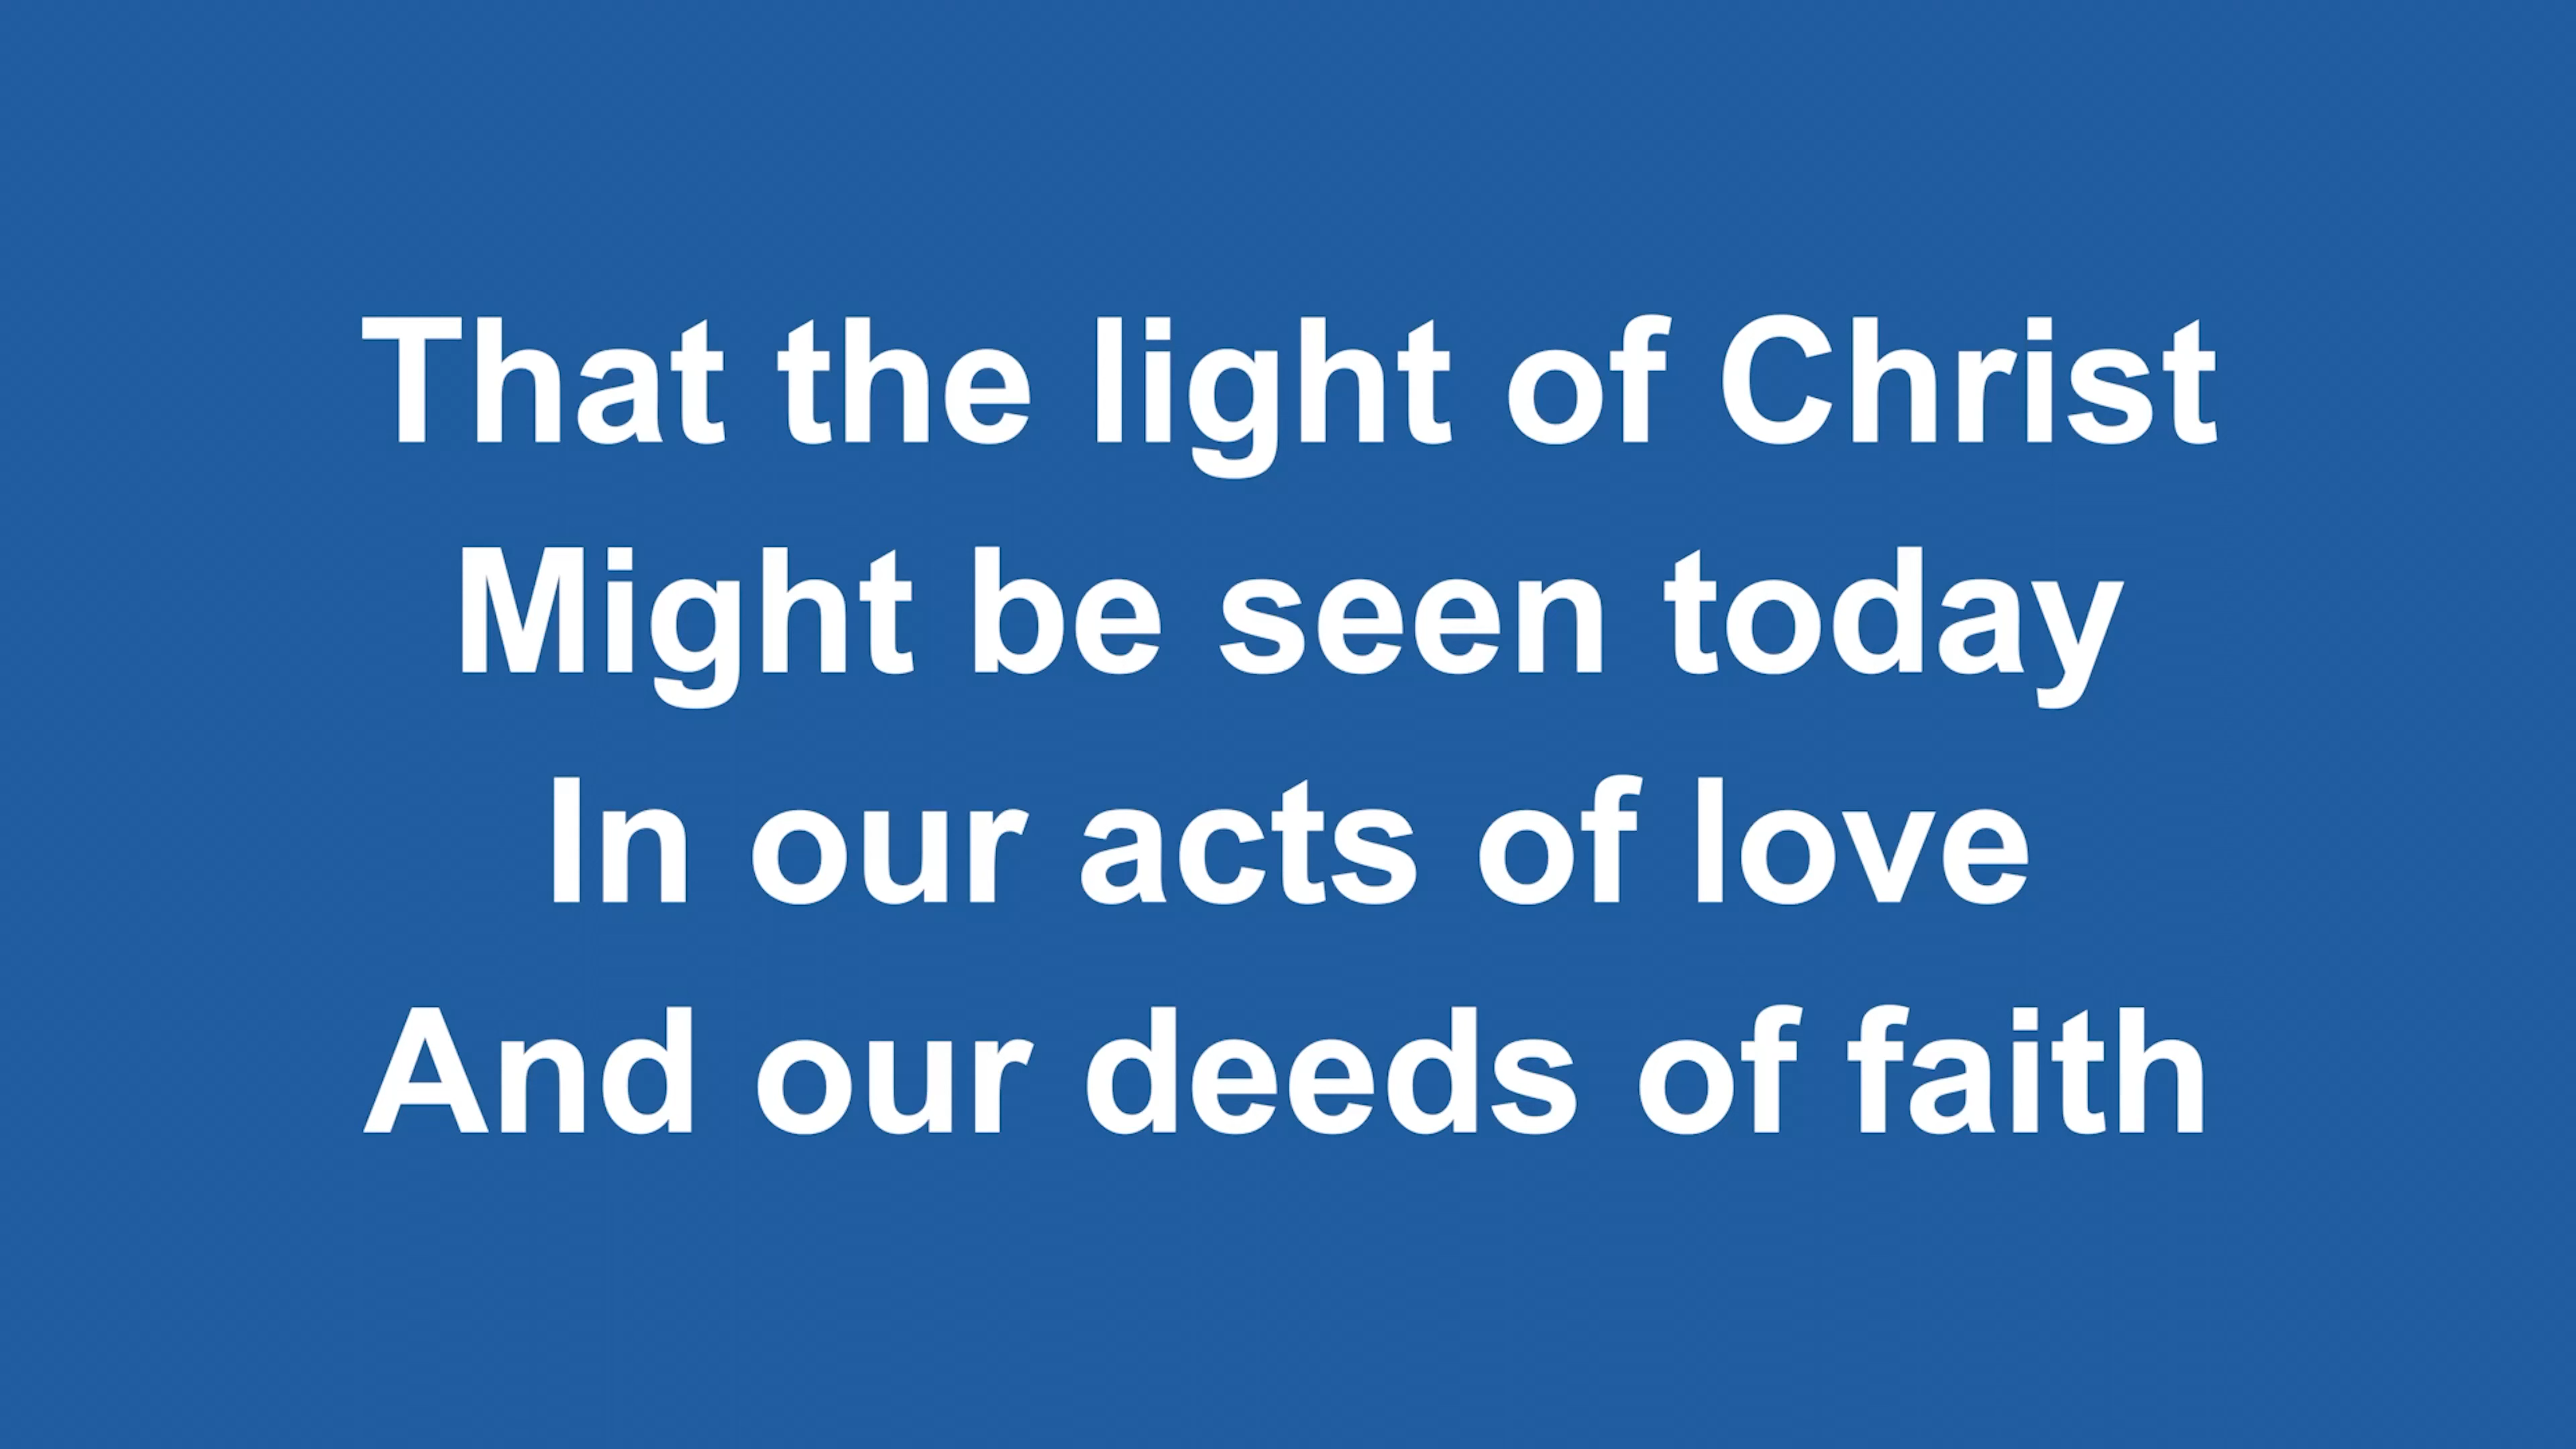 That the light of Christ
Might be seen today
In our acts of love
And our deeds of faith